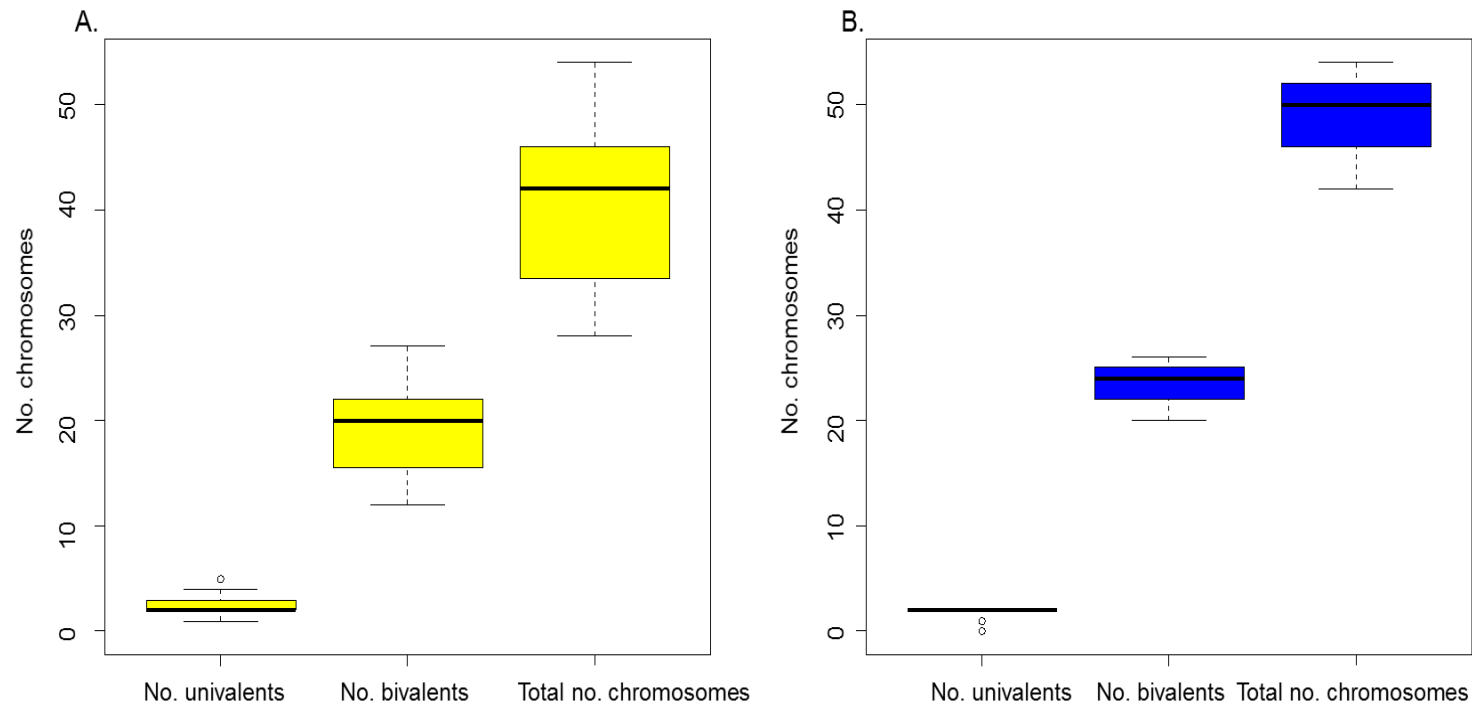 A.
No. chromosomes
50
40
30
20
10
0
No. univalents
No. bivalents
Total no. chromosomes
B.
No. chromosomes
50
40
30
20
10
0
No. univalents
No. bivalents
Total no. chromosomes